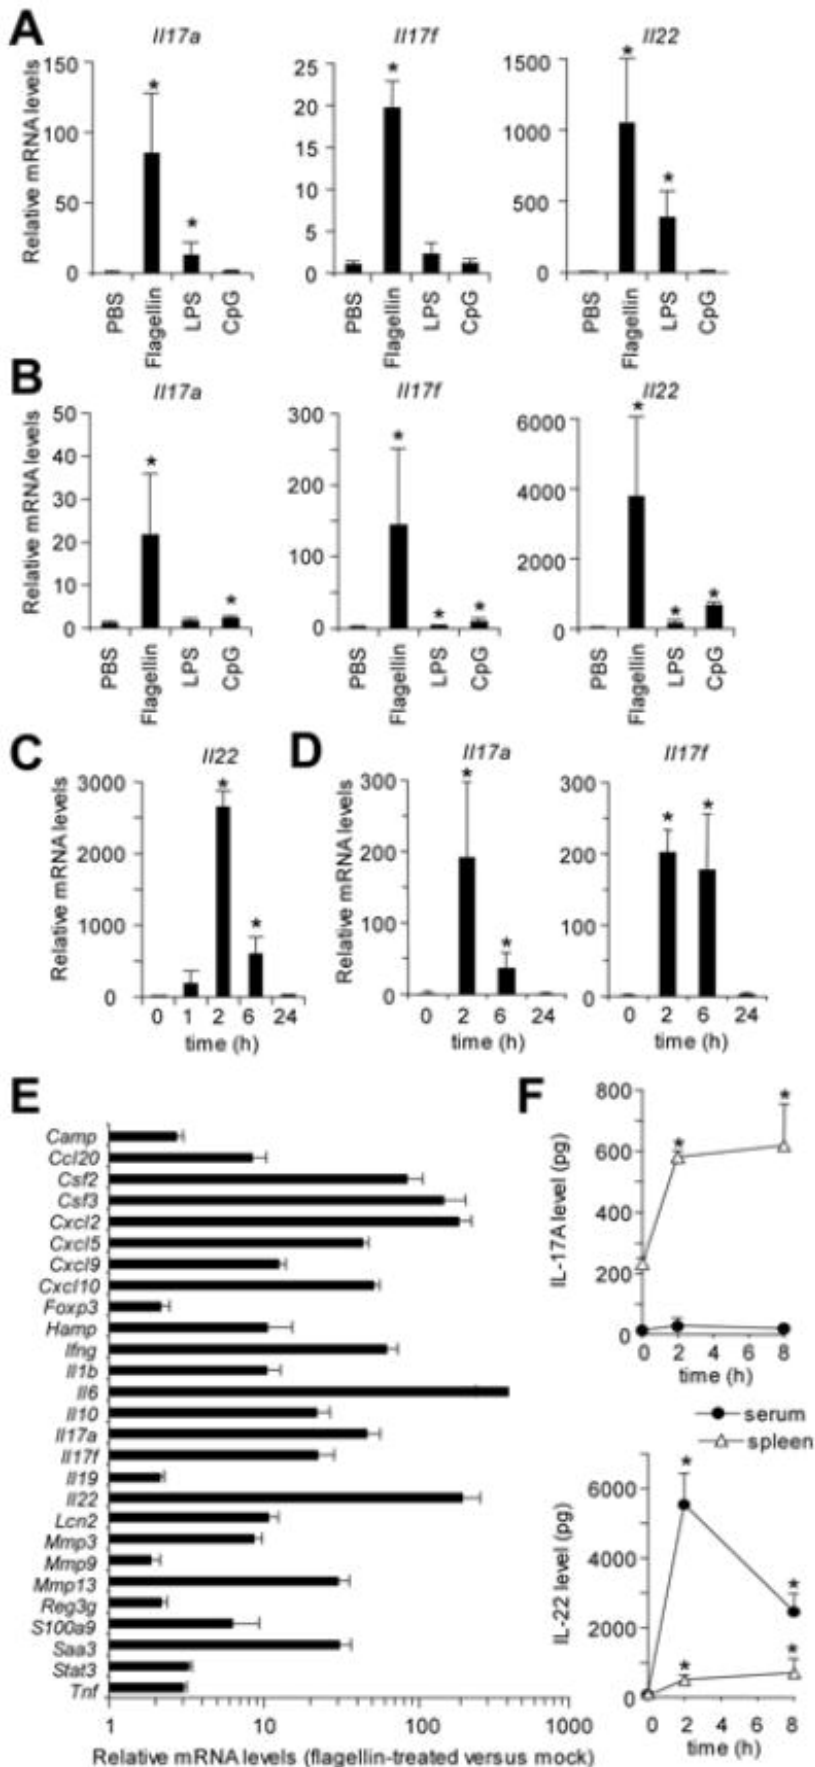 A
Il17a
Il17f
Il22
Relative mRNA levels
150
100
50
0
25
20
15
10
5
0
1500
1000
500
0
*
*
*
*
*
PBS
Flagellin
LPS
CpG
PBS
Flagellin
LPS
CpG
PBS
Flagellin
LPS
CpG
B
Il17a
Il17f
Il22
Relative mRNA levels
50
40
30
20
10
0
300
200
100
0
6000
4000
2000
0
*
*
*
*
*
*
*
*
PBS
Flagellin
LPS
CpG
PBS
Flagellin
LPS
CpG
PBS
Flagellin
LPS
CpG
C
Il22
Relative mRNA levels
3000
2000
1000
0
*
*
0 1 2 6 24
time (h)
D
Il17a
Il17f
Relative mRNA levels
300
200
100
0
*
*
0 2 6 24
time (h)
300
200
100
0
*
*
0 2 6 24
time (h)
E
Camp
Ccl20
Csf2
Csf3
Cxcl2
Cxcl5
Cxcl9
Cxcl10
Foxp3
Hamp
Ifng
Il1b
Il6
Il10
Il17a
Il17f
Il19
Il22
Lcn2
Mmp3
Mmp9
Mmp13
Reg3g
S100a9
Saa3
Stat3
Tnf
1 10 100 1000
Relative mRNA levels (flagellin-treated versus mock)
F
IL-17A level (pg)
800
600
400
200
0
*
*
0 2 4 6 8
time (h)
serum
spleen
IL-22 level (pg)
6000
4000
2000
0
*
*
*
*
0 2 4 6 8
time (h)